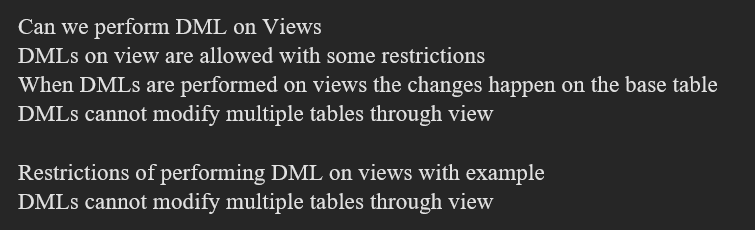 Can we perform DML on Views
DMLs on view are allowed with some restrictions
When DMLs are performed on views the changes happen on the base table
DMLs cannot modify multiple tables through view
Restrictions of performing DML on views with example
DMLs cannot modify multiple tables through view